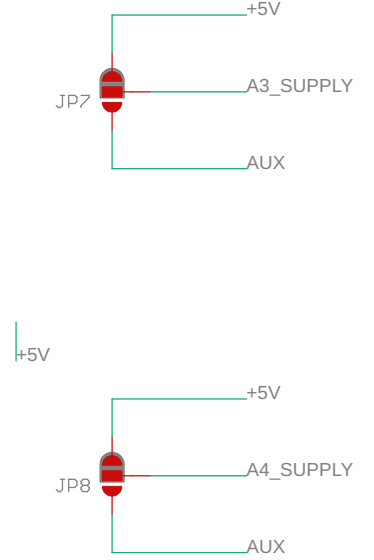 +5V
JP7
A3_SUPPLY
AUX
+5V
+5V
JP8
A4_SUPPLY
AUX